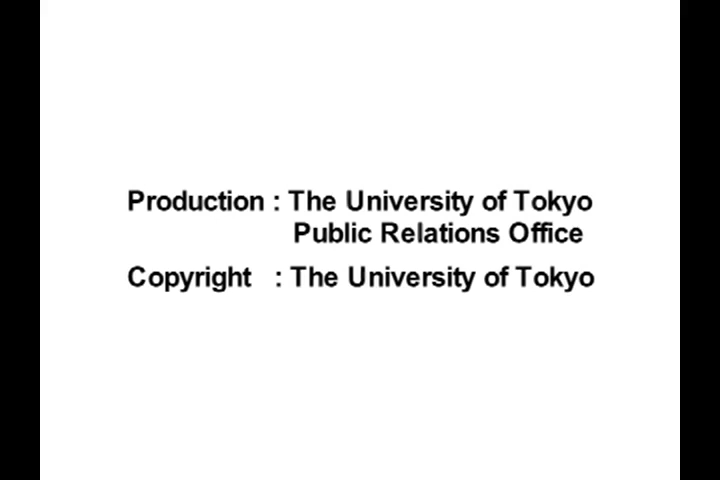 Production : The University of Tokyo
Public Relations Office
Copyright : The University of Tokyo